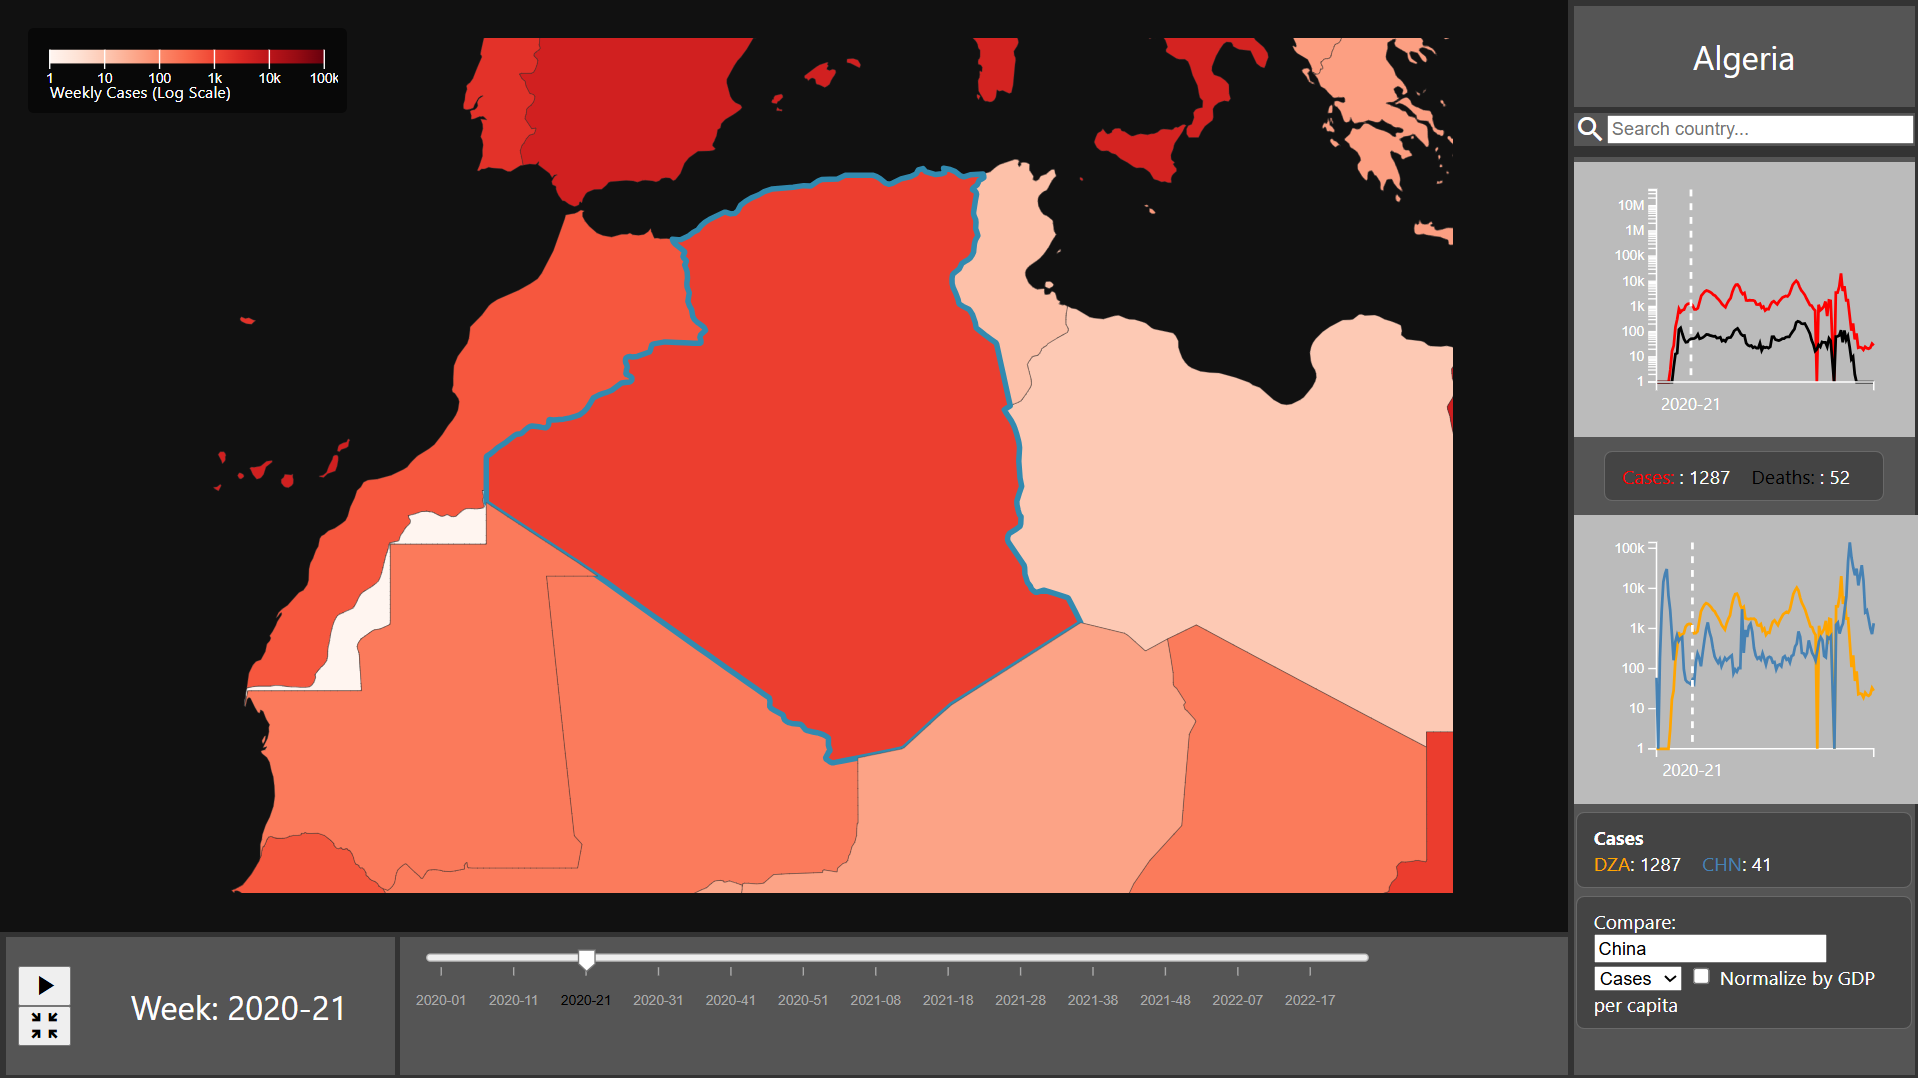 1 10 100 1k 10k 100k
Weekly Cases (Log Scale)
Algeria
Search country...
10M
1M
100k
10k
1k
100
10
1
2020-21
Cases: : 1287 Deaths: : 52
100k
10k
1k
100
10
1
2020-21
Cases
DZA: 1287 CHN: 41
Compare:
China
Cases Normalize by GDP
per capita
Week: 2020-21
2020-01 2020-11 2020-21 2020-31 2020-41 2020-51 2021-08 2021-18 2021-28 2021-38 2021-48 2022-07 2022-17